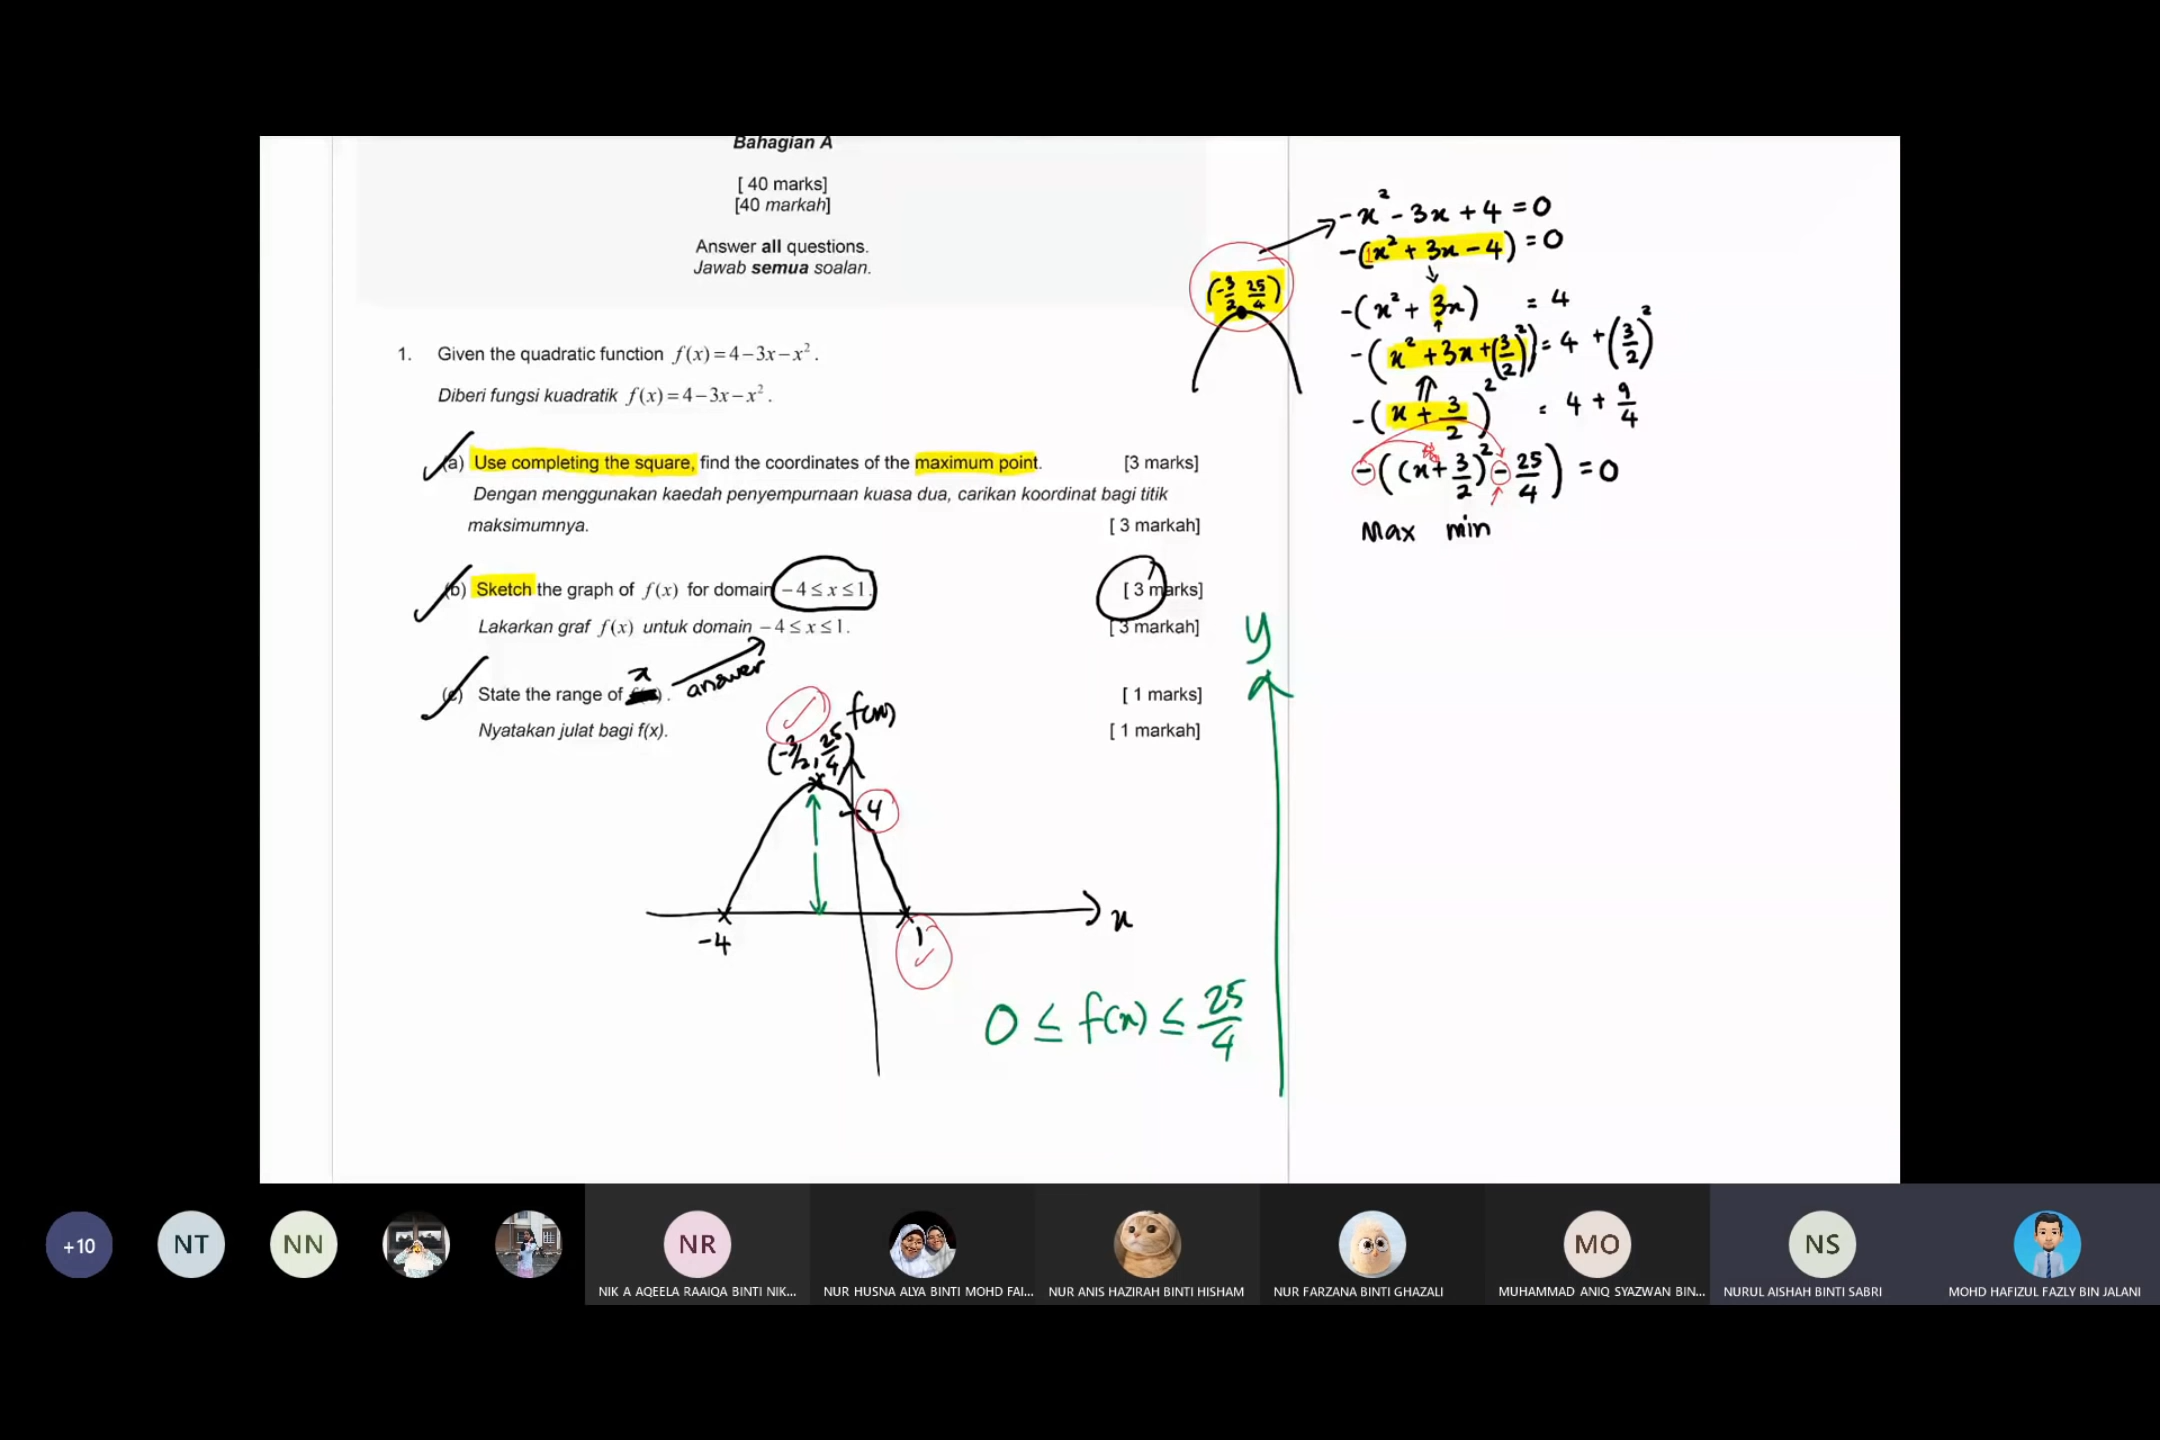 Bahagian A
[ 40 marks]
[40 markah]
Answer all questions.
Jawab semua soalan.
1. Given the quadratic function f(x)=4−3x−x².
Diberi fungsi kuadratik f(x)=4−3x−x².
(a) Use completing the square, find the coordinates of the maximum point. [3 marks]
Dengan menggunakan kaedah penyempurnaan kuasa dua, carikan koordinat bagi titik
maksimumnya. [ 3 markah]
(b) Sketch the graph of f(x) for domain −4≤x≤1. [ 3 marks]
Lakarkan graf f(x) untuk domain −4≤x≤1. [ 3 markah]
x
(c) State the range of . answer [ 1 marks]
Nyatakan julat bagi f(x). [ 1 markah]
f(x)
(-3/2, 25/4)
4
-4
1
x
0 ≤ f(x) ≤ 25/4
y
(-3/2 25/4)
-x² - 3x + 4 = 0
-(1x² + 3x - 4) = 0
-(x² + 3x) = 4
-(x² + 3x + (3/2)²) = 4 + (3/2)²
-(x + 3/2)² = 4 + 9/4
-((x + 3/2)² - 25/4) = 0
Max min
+10
NT
NN
NR
MO
NS
NIK A AQEELA RAAIQA BINTI NIK...
NUR HUSNA ALYA BINTI MOHD FAI...
NUR ANIS HAZIRAH BINTI HISHAM
NUR FARZANA BINTI GHAZALI
MUHAMMAD ANIQ SYAZWAN BIN...
NURUL AISHAH BINTI SABRI
MOHD HAFIZUL FAZLY BIN JALANI